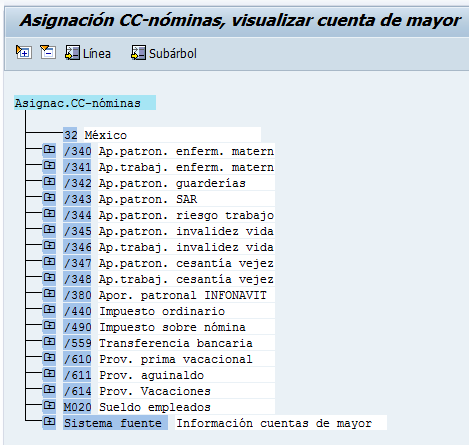 Asignación CC-nóminas, visualizar cuenta de mayor
Línea Subárbol
Asignac.CC-nóminas
32 México
/340 Ap.patron. enferm. matern
/341 Ap.trabaj. enferm. matern
/342 Ap.patron. guarderías
/343 Ap.patron. SAR
/344 Ap.patron. riesgo trabajo
/345 Ap.patron. invalidez vida
/346 Ap.trabaj. invalidez vida
/347 Ap.patron. cesantía vejez
/348 Ap.trabaj. cesantía vejez
/380 Apor. patronal INFONAVIT
/440 Impuesto ordinario
/490 Impuesto sobre nómina
/559 Transferencia bancaria
/610 Prov. prima vacacional
/611 Prov. aguinaldo
/614 Prov. Vacaciones
M020 Sueldo empleados
Sistema fuente Información cuentas de mayor